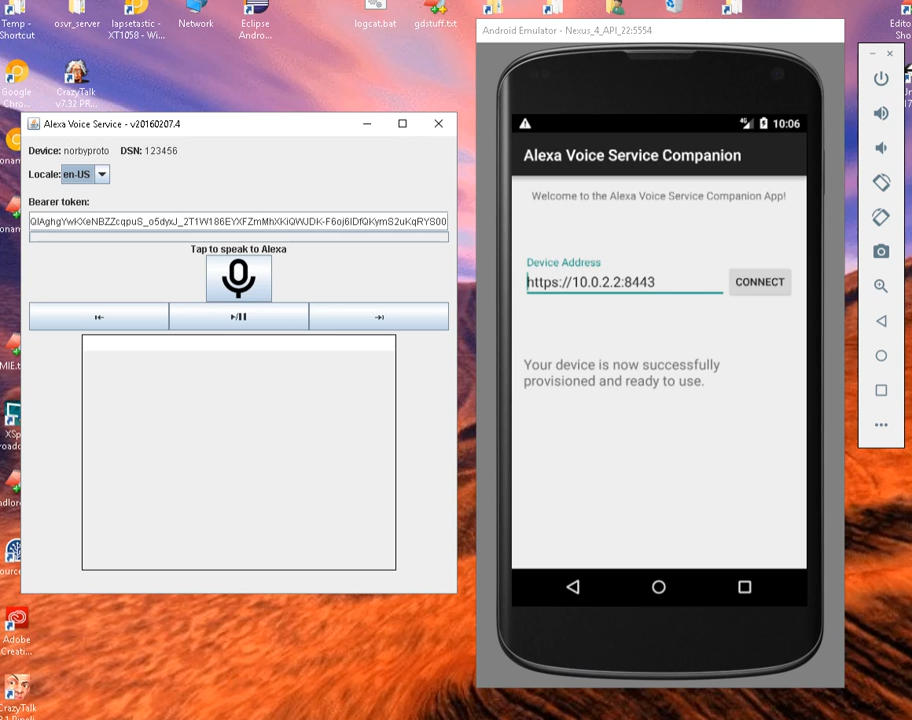 Temp -
Shortcut
osvr_server
lapsetastic -
XT1058 - Wi...
Network
Eclipse
Andro...
logcat.bat
gdstuff.txt
Google
Chro...
CrazyTalk
v7.32 PR...
Alexa Voice Service - v20160207.4
Device: norbyproto DSN: 123456
Locale: en-US
Bearer token:
Tap to speak to Alexa
Adobe
Creati...
CrazyTalk
Android Emulator - Nexus_4_API_22:5554
4G 10:06
Alexa Voice Service Companion
Welcome to the Alexa Voice Service Companion App!
Device Address
https://10.0.2.2:8443
CONNECT
Your device is now successfully
provisioned and ready to use.